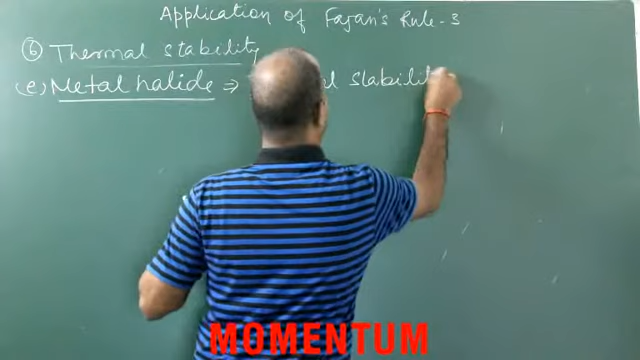 Application of Fajan's Rule - 3
⑥ Thermal stability
(e) Metal halide ⇒
MOMENTUM